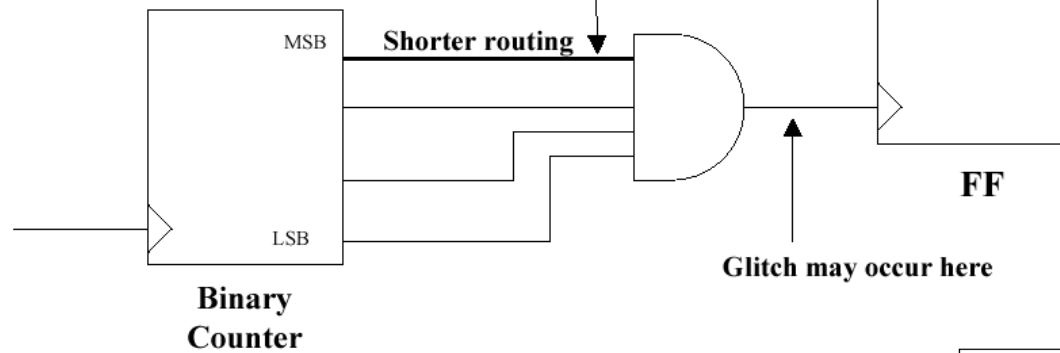 MSB
Shorter routing
LSB
FF
Glitch may occur here
Binary
Counter